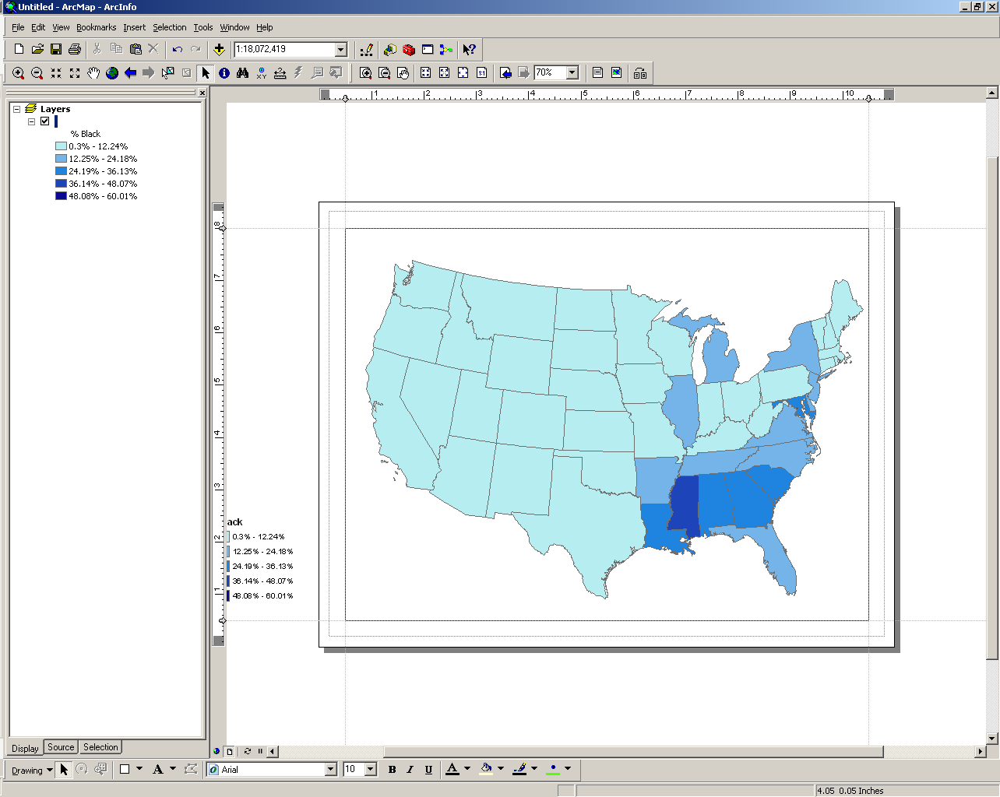 Untitled - ArcMap - ArcInfo
File Edit View Bookmarks Insert Selection Tools Window Help
1:18,072,419
1:1 70%
Layers
% Black
0.3% - 12.24%
12.25% - 24.18%
24.19% - 36.13%
36.14% - 48.07%
48.08% - 60.01%
1 2 3 4 5 6 7 8 9 10
8
7
6
5
4
3
2
1
ack
0.3% - 12.24%
12.25% - 24.18%
24.19% - 36.13%
36.14% - 48.07%
48.08% - 60.01%
Display Source Selection
Drawing A Arial 10 B I U A
4.05 0.05 Inches